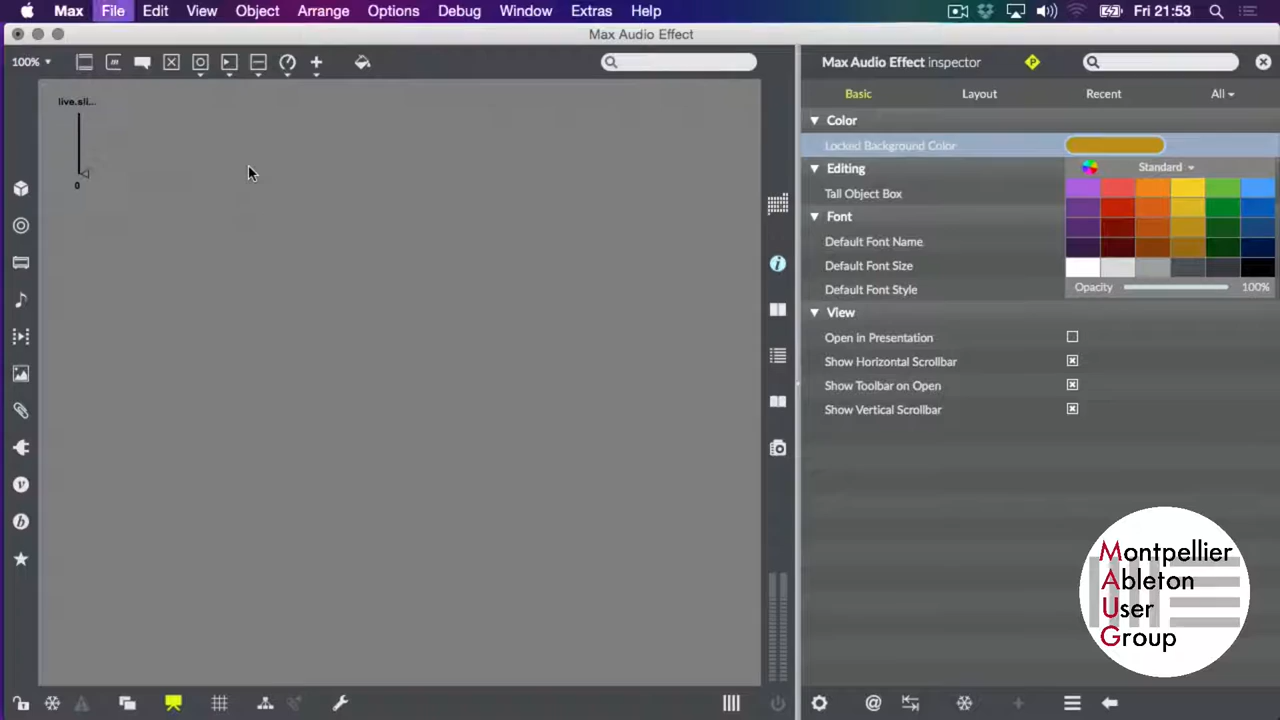 Max File Edit View Object Arrange Options Debug Window Extras Help Fri 21:53
Max Audio Effect
100%
live.sli...
0
Max Audio Effect inspector
Basic Layout Recent All
Color
Locked Background Color
Standard
Opacity 100%
Editing
Tall Object Box
Font
Default Font Name
Default Font Size
Default Font Style
View
Open in Presentation
Show Horizontal Scrollbar
Show Toolbar on Open
Show Vertical Scrollbar
Montpellier
Ableton
User
Group